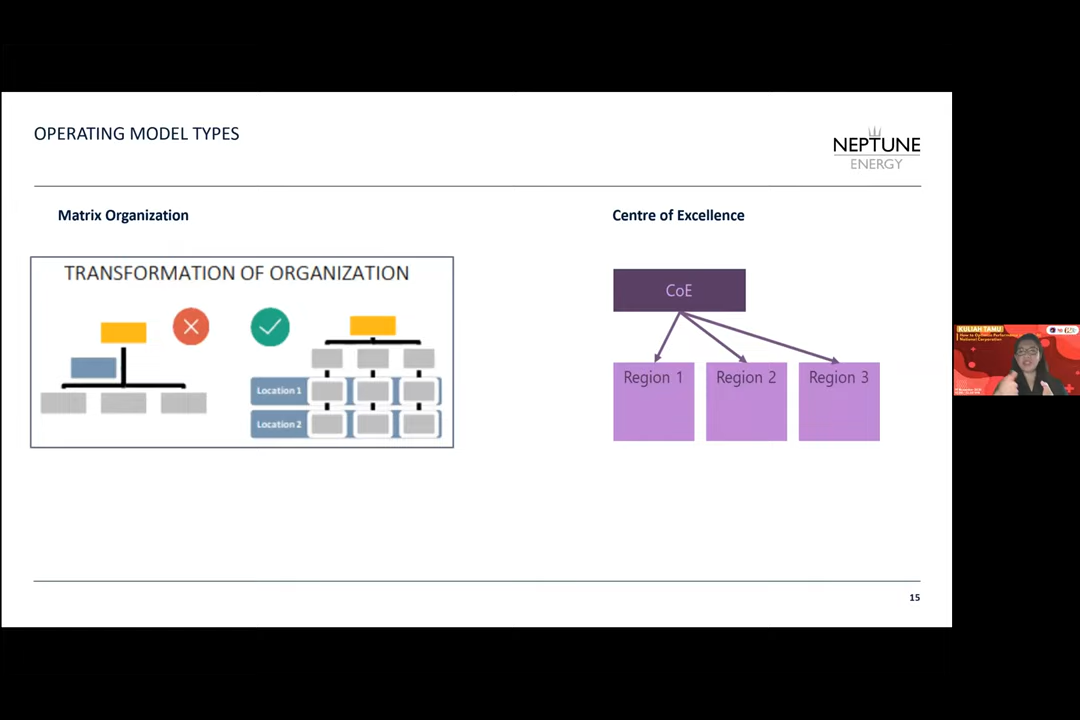 OPERATING MODEL TYPES
NEPTUNE
ENERGY
Matrix Organization
Centre of Excellence
TRANSFORMATION OF ORGANIZATION
Location 1
Location 2
CoE
Region 1
Region 2
Region 3
15
KULIAH TAMU